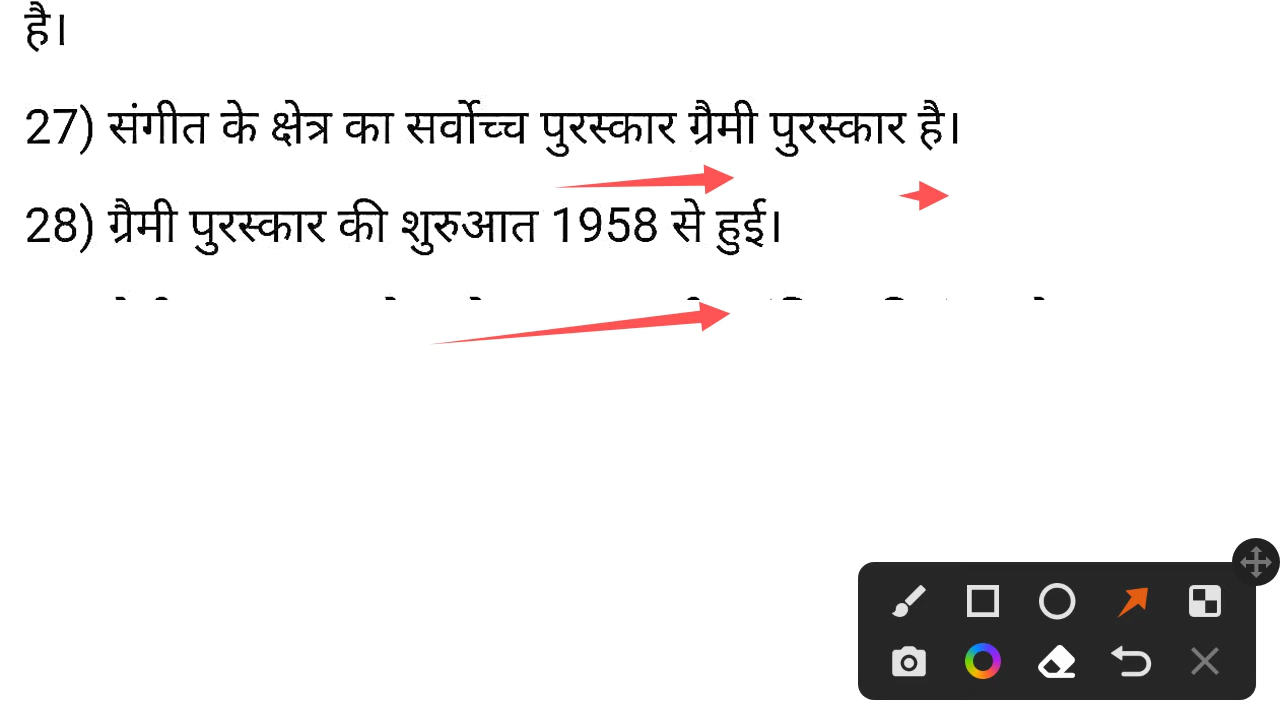 है।
27) संगीत के क्षेत्र का सर्वोच्च पुरस्कार ग्रैमी पुरस्कार है।
28) ग्रैमी पुरस्कार की शुरुआत 1958 से हुई।